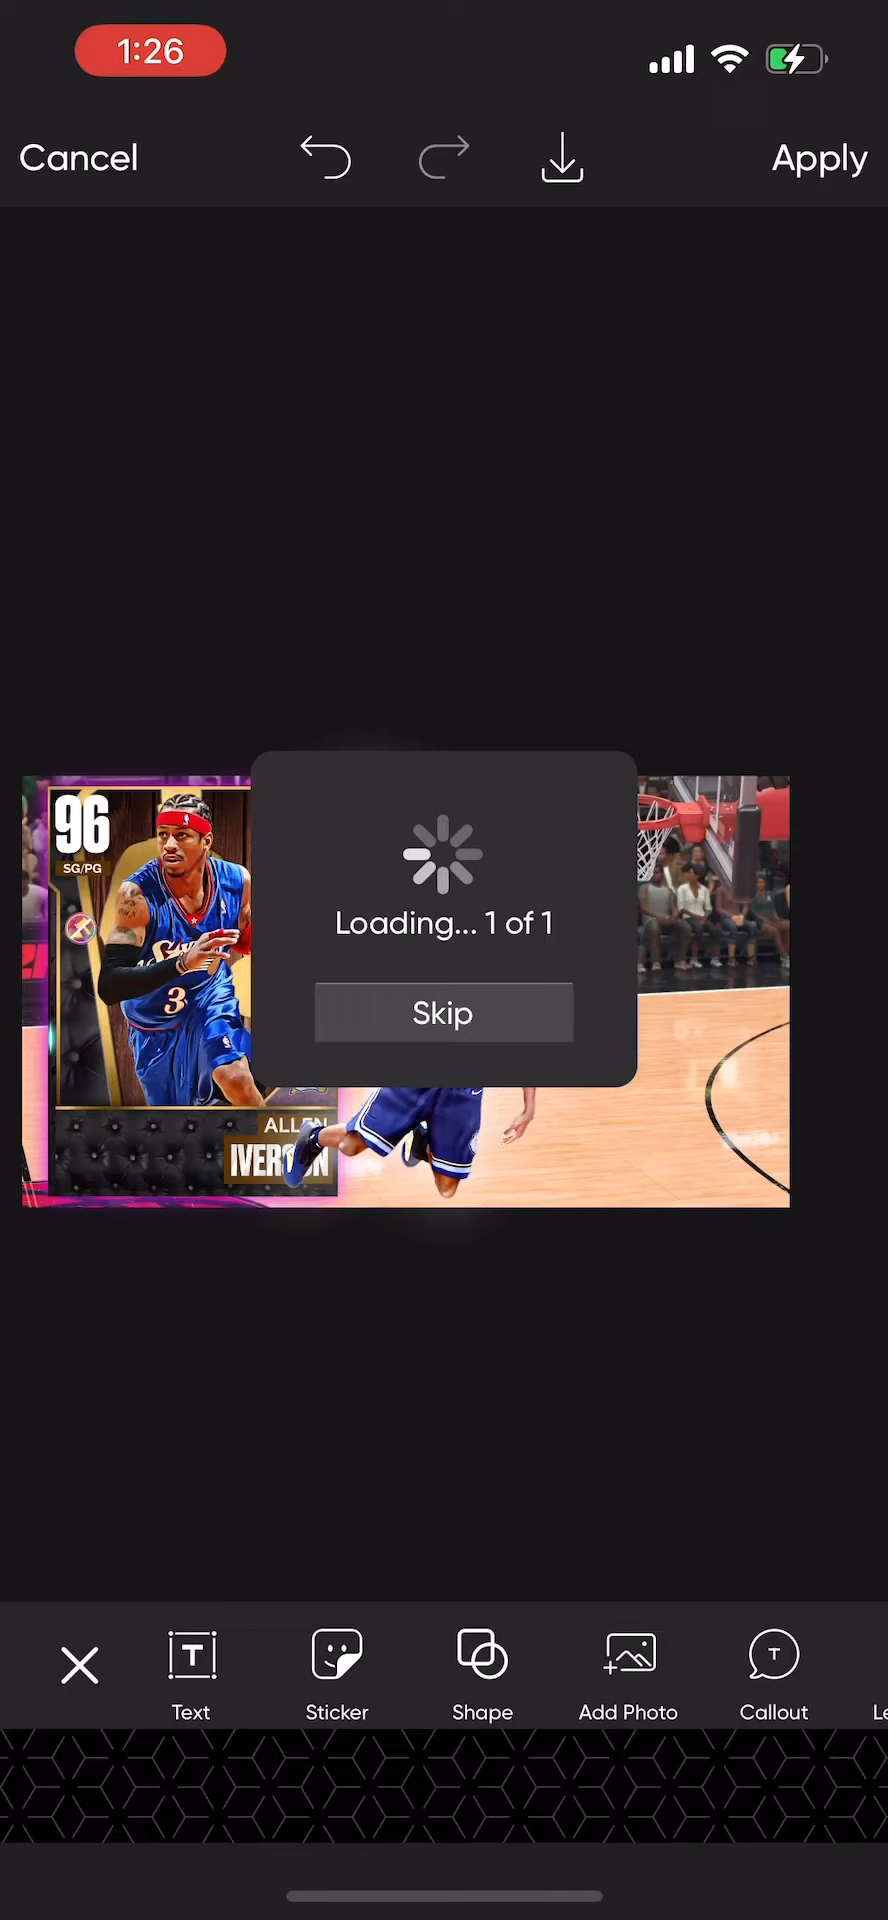 1:26
Cancel
Apply
96
SG/PG
3
Loading... 1 of 1
Skip
ALLEN
IVERSON
T
Text
Sticker
Shape
Add Photo
T
Callout